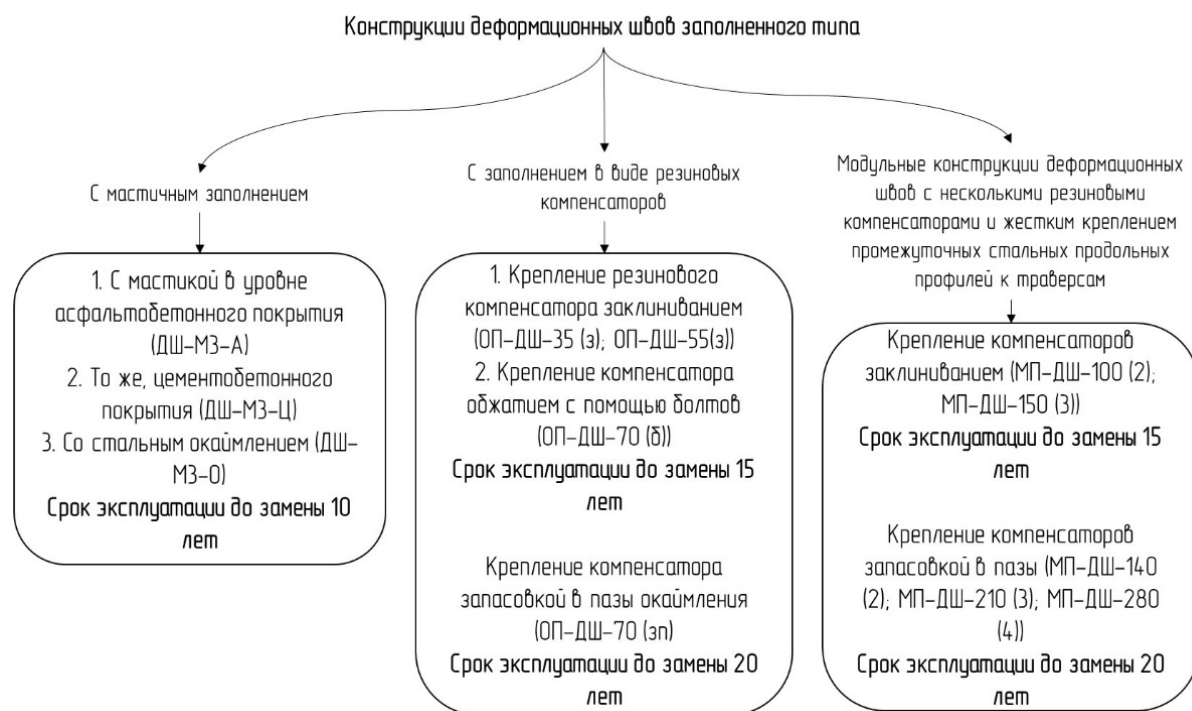 Конструкции деформационных швов заполненного типа
С мастичным заполнением
1. С мастикой в уровне
асфальтобетонного покрытия
(ДШ-МЗ-А)
2. То же, цементобетонного
покрытия (ДШ-МЗ-Ц)
3. Со стальным окаймлением (ДШ-
МЗ-О)
Срок эксплуатации до замены 10
лет
С заполнением в виде резиновых
компенсаторов
1. Крепление резинового
компенсатора заклиниванием
(ОП-ДШ-35 (з); ОП-ДШ-55(з))
2. Крепление компенсатора
обжатием с помощью болтов
(ОП-ДШ-70 (б))
Срок эксплуатации до замены 15
лет
Крепление компенсатора
запасовкой в пазы окаймления
(ОП-ДШ-70 (зп)
Срок эксплуатации до замены 20
лет
Модульные конструкции деформационных
швов с несколькими резиновыми
компенсаторами и жестким креплением
промежуточных стальных продольных
профилей к траверсам
Крепление компенсаторов
заклиниванием (МП-ДШ-100 (2);
МП-ДШ-150 (3))
Срок эксплуатации до замены 15
лет
Крепление компенсаторов
запасовкой в пазы (МП-ДШ-140
(2); МП-ДШ-210 (3); МП-ДШ-280
(4))
Срок эксплуатации до замены 20
лет